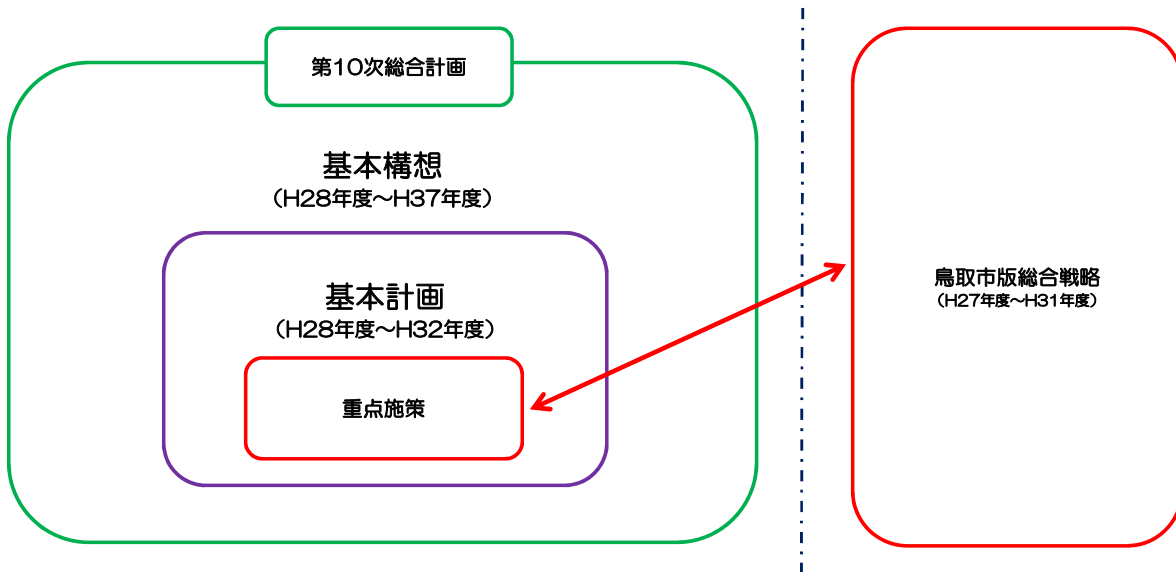 第10次総合計画
基本構想
（H28年度～H37年度）
基本計画
（H28年度～H32年度）
重点施策
鳥取市版総合戦略
（H27年度～H31年度）